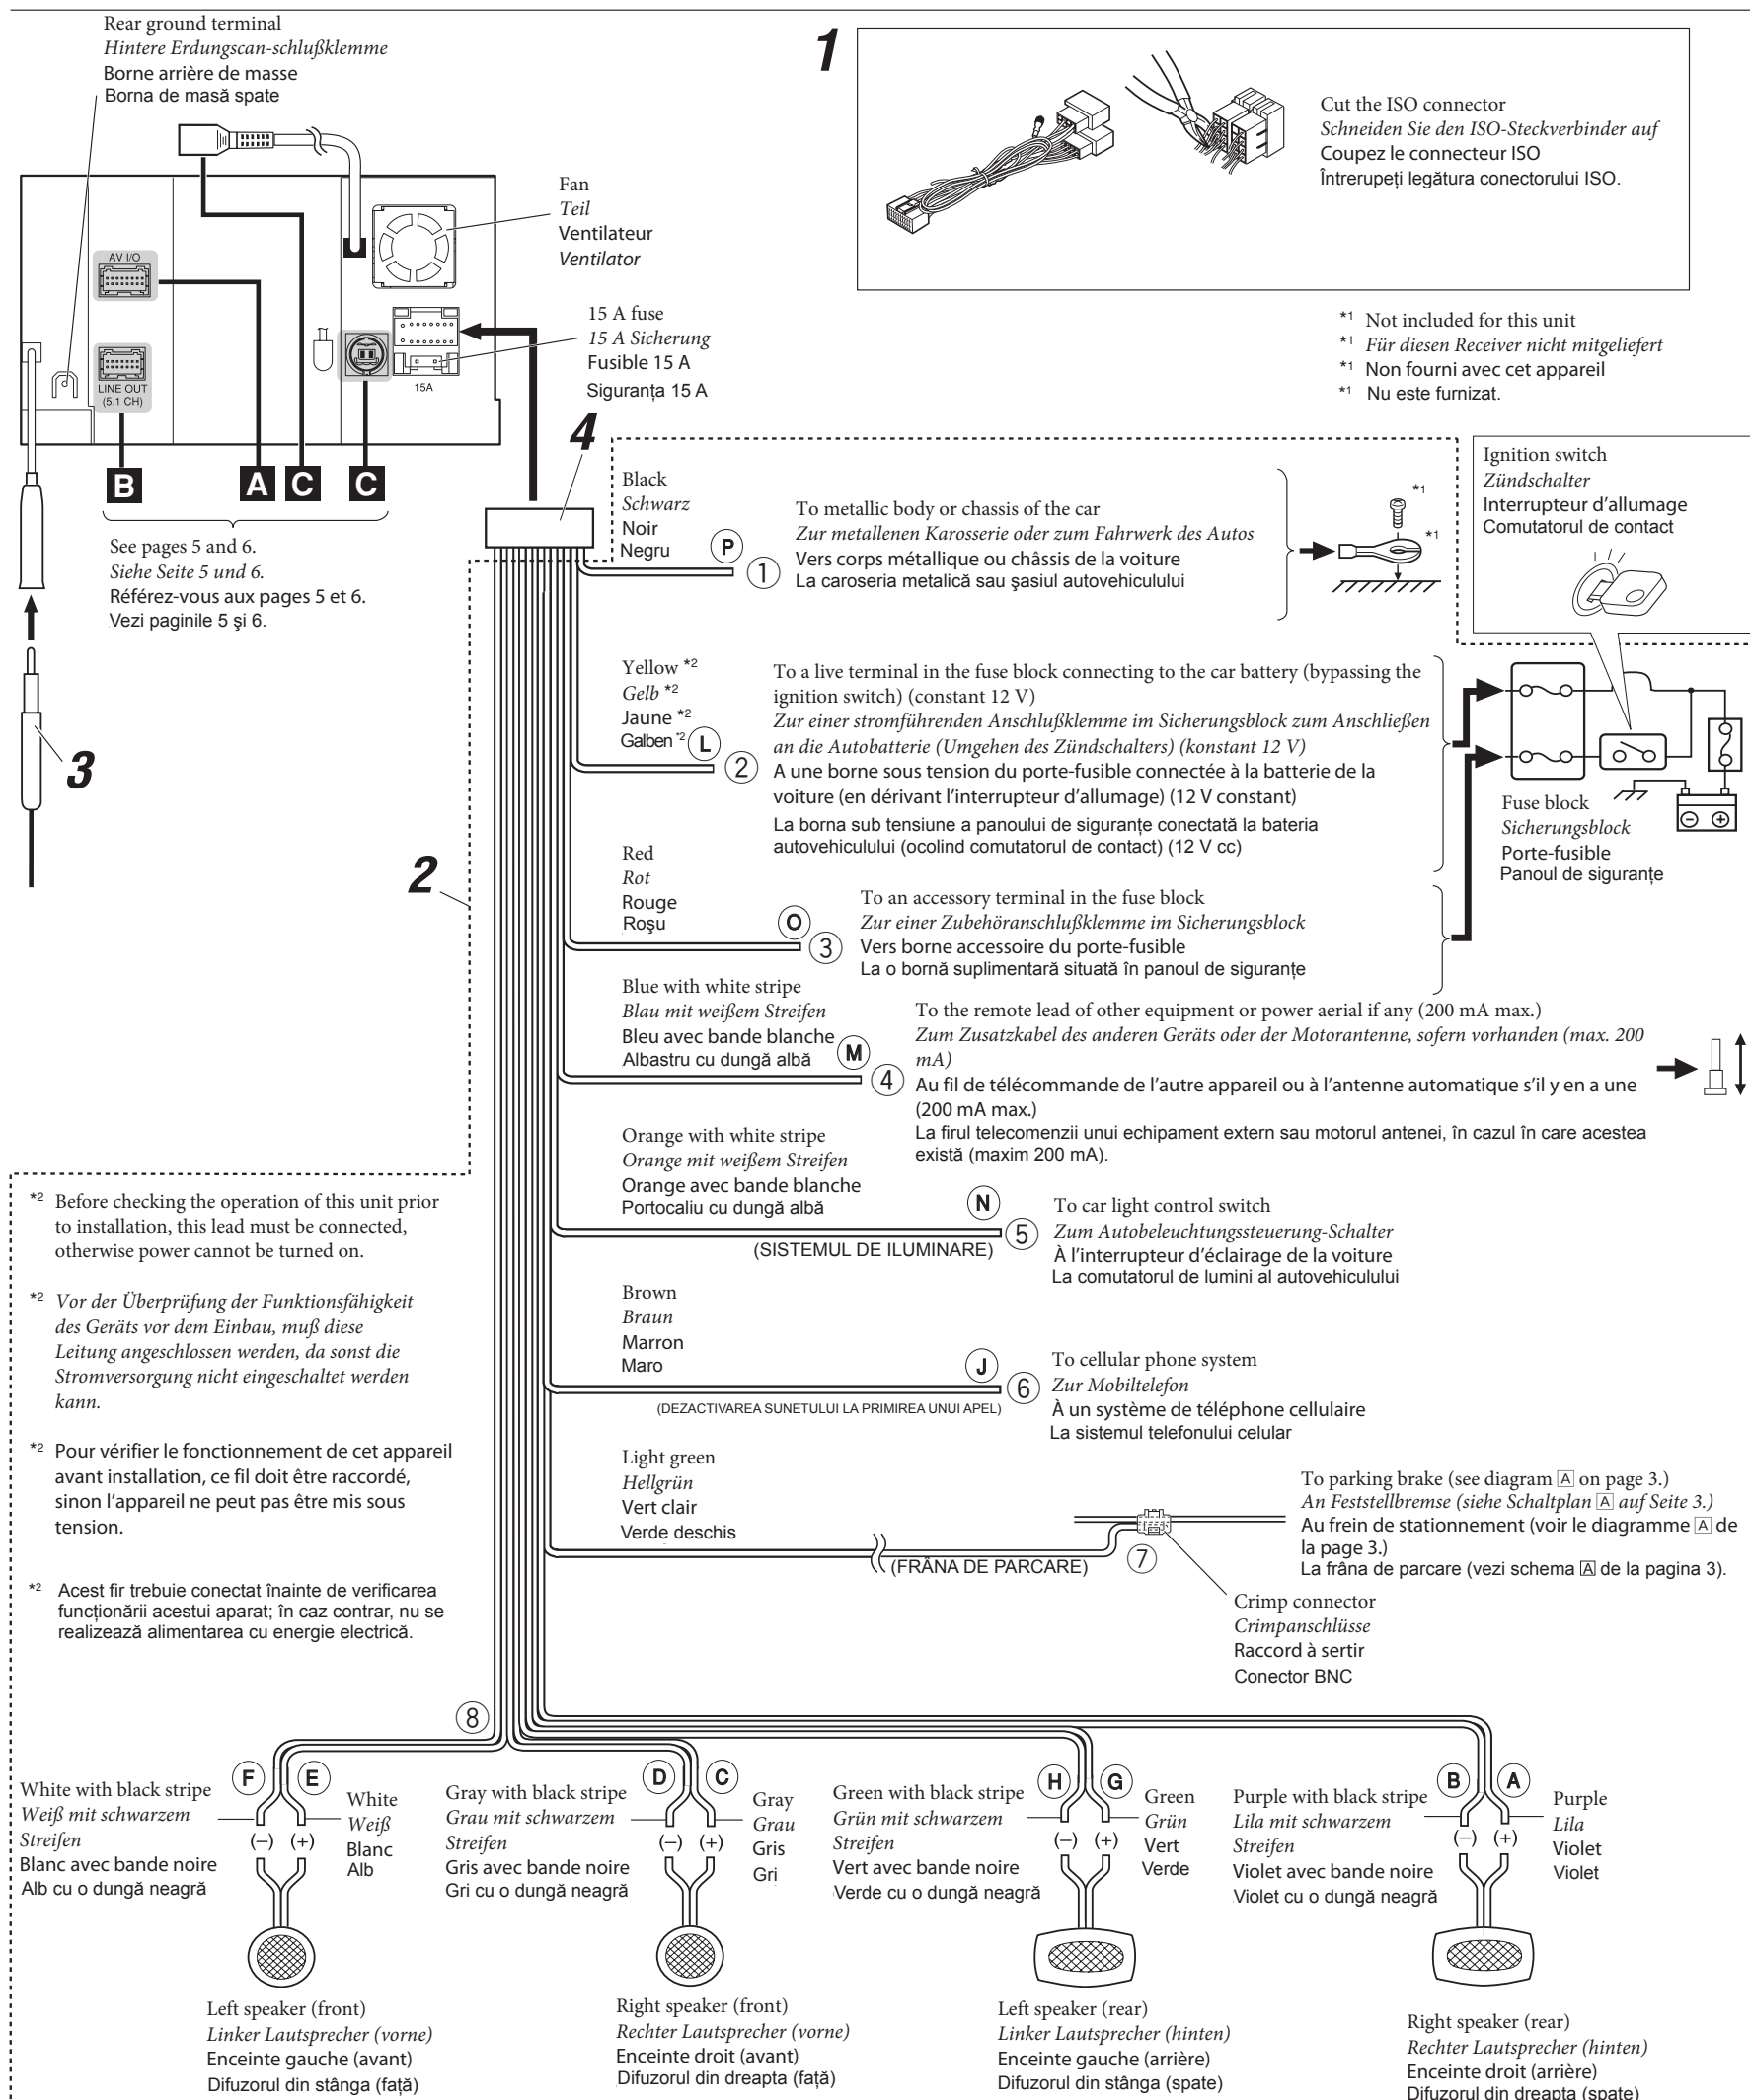 Rear ground terminal
Hintere Erdungscan-schlußklemme
Borne arrière de masse
Borna de masă spate
1
Cut the ISO connector
Schneiden Sie den ISO-Steckverbinder auf
Coupez le connecteur ISO
Întrerupeți legătura conectorului ISO.
Fan
Teil
Ventilateur
Ventilator
AV I/O
LINE OUT
(5.1 CH)
15A
15 A fuse
15 A Sicherung
Fusible 15 A
Siguranța 15 A
*1 Not included for this unit
*1 Für diesen Receiver nicht mitgeliefert
*1 Non fourni avec cet appareil
*1 Nu este furnizat.
B
A
C
C
See pages 5 and 6.
Siehe Seite 5 und 6.
Référez-vous aux pages 5 et 6.
Vezi paginile 5 şi 6.
3
4
2
Black
Schwarz
Noir
Negru
P
1
To metallic body or chassis of the car
Zur metallenen Karosserie oder zum Fahrwerk des Autos
Vers corps métallique ou châssis de la voiture
La caroseria metalică sau şasiul autovehiculului
*1
*1
Ignition switch
Zündschalter
Interrupteur d'allumage
Comutatorul de contact
Yellow *2
Gelb *2
Jaune *2
Galben *2
L
2
To a live terminal in the fuse block connecting to the car battery (bypassing the
ignition switch) (constant 12 V)
Zur einer stromführenden Anschlußklemme im Sicherungsblock zum Anschließen
an die Autobatterie (Umgehen des Zündschalters) (konstant 12 V)
A une borne sous tension du porte-fusible connectée à la batterie de la
voiture (en dérivant l'interrupteur d'allumage) (12 V constant)
La borna sub tensiune a panoului de siguranțe conectată la bateria
autovehiculului (ocolind comutatorul de contact) (12 V cc)
Fuse block
Sicherungsblock
Porte-fusible
Panoul de siguranțe
Red
Rot
Rouge
Roşu
O
3
To an accessory terminal in the fuse block
Zur einer Zubehöranschlußklemme im Sicherungsblock
Vers borne accessoire du porte-fusible
La o bornă suplimentară situată în panoul de siguranțe
Blue with white stripe
Blau mit weißem Streifen
Bleu avec bande blanche
Albastru cu dungă albă
M
4
To the remote lead of other equipment or power aerial if any (200 mA max.)
Zum Zusatzkabel des anderen Geräts oder der Motorantenne, sofern vorhanden (max. 200
mA)
Au fil de télécommande de l'autre appareil ou à l'antenne automatique s'il y en a une
(200 mA max.)
La firul telecomenzii unui echipament extern sau motorul antenei, în cazul în care acestea
există (maxim 200 mA).
Orange with white stripe
Orange mit weißem Streifen
Orange avec bande blanche
Portocaliu cu dungă albă
N
5
(SISTEMUL DE ILUMINARE)
To car light control switch
Zum Autobeleuchtungssteuerung-Schalter
À l'interrupteur d'éclairage de la voiture
La comutatorul de lumini al autovehiculului
Brown
Braun
Marron
Maro
J
6
(DEZACTIVAREA SUNETULUI LA PRIMIREA UNUI APEL)
To cellular phone system
Zur Mobiltelefon
À un système de téléphone cellulaire
La sistemul telefonului celular
Light green
Hellgrün
Vert clair
Verde deschis
(FRÂNA DE PARCARE)
7
To parking brake (see diagram A on page 3.)
An Feststellbremse (siehe Schaltplan A auf Seite 3.)
Au frein de stationnement (voir le diagramme A de
la page 3.)
La frâna de parcare (vezi schema A de la pagina 3).
Crimp connector
Crimpanschlüsse
Raccord à sertir
Conector BNC
*2 Before checking the operation of this unit prior
to installation, this lead must be connected,
otherwise power cannot be turned on.
*2 Vor der Überprüfung der Funktionsfähigkeit
des Geräts vor dem Einbau, muß diese
Leitung angeschlossen werden, da sonst die
Stromversorgung nicht eingeschaltet werden
kann.
*2 Pour vérifier le fonctionnement de cet appareil
avant installation, ce fil doit être raccordé,
sinon l'appareil ne peut pas être mis sous
tension.
*2 Acest fir trebuie conectat înainte de verificarea
funcționării acestui aparat; în caz contrar, nu se
realizează alimentarea cu energie electrică.
8
F
E
White with black stripe
Weiß mit schwarzem
Streifen
Blanc avec bande noire
Alb cu o dungă neagră
(−) (+)
White
Weiß
Blanc
Alb
Left speaker (front)
Linker Lautsprecher (vorne)
Enceinte gauche (avant)
Difuzorul din stânga (față)
D
C
Gray with black stripe
Grau mit schwarzem
Streifen
Gris avec bande noire
Gri cu o dungă neagră
(−) (+)
Gray
Grau
Gris
Gri
Right speaker (front)
Rechter Lautsprecher (vorne)
Enceinte droit (avant)
Difuzorul din dreapta (față)
H
G
Green with black stripe
Grün mit schwarzem
Streifen
Vert avec bande noire
Verde cu o dungă neagră
(−) (+)
Green
Grün
Vert
Verde
Left speaker (rear)
Linker Lautsprecher (hinten)
Enceinte gauche (arrière)
Difuzorul din stânga (spate)
B
A
Purple with black stripe
Lila mit schwarzem
Streifen
Violet avec bande noire
Violet cu o dungă neagră
(−) (+)
Purple
Lila
Violet
Violet
Right speaker (rear)
Rechter Lautsprecher (hinten)
Enceinte droit (arrière)
Difuzorul din dreapta (spate)